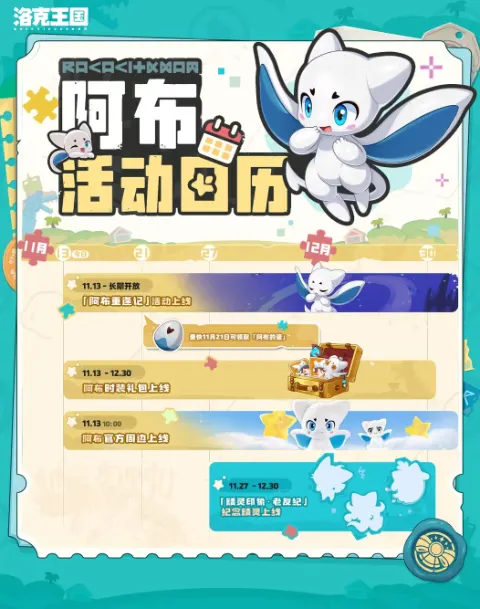 洛克王国
阿布
活动日历
11月 13 今日 21 27 12月 30
11.13 - 长期开放
「阿布重逢记」活动上线
最快11月21日可领取「阿布的蛋」
11.13 - 12.30
阿布时装礼包上线
11.13 10:00
阿布官方周边上线
11.27 - 12.30
「精灵印象·老友纪」
纪念精灵上线